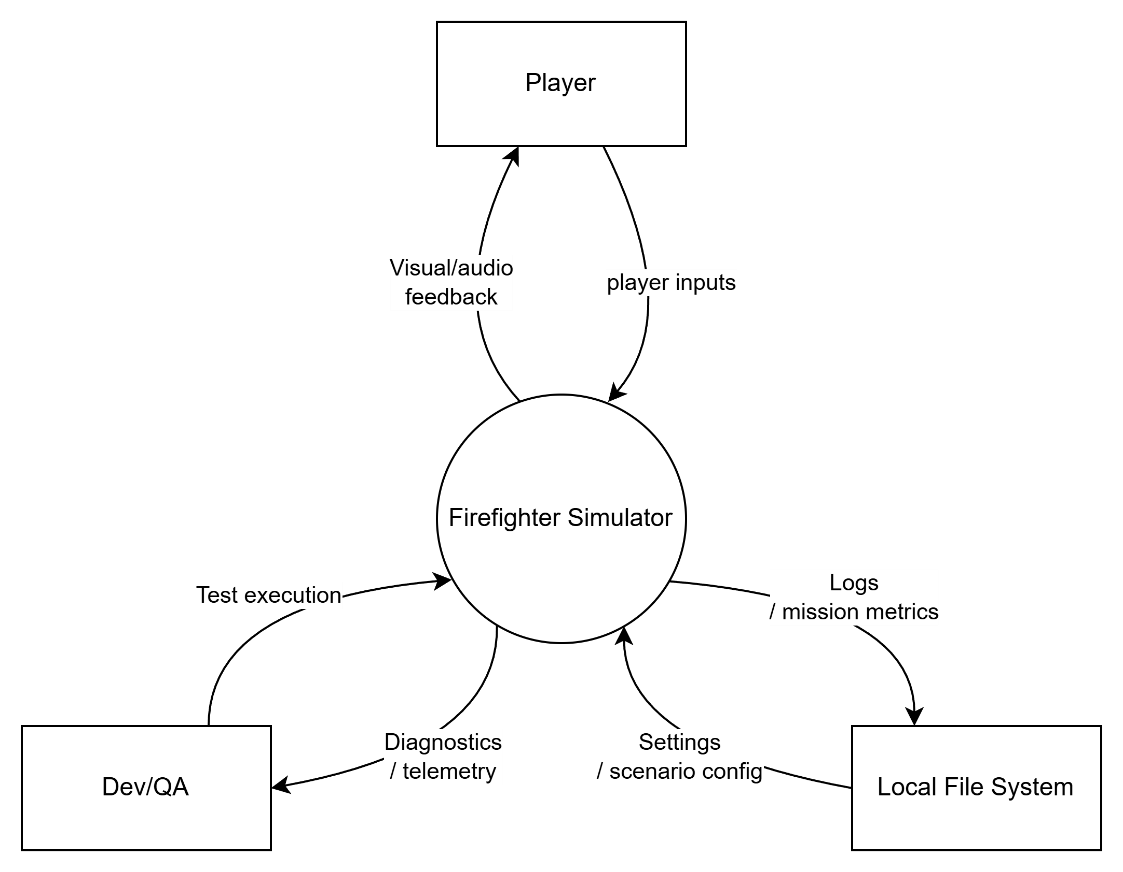 Player
Visual/audio
feedback
player inputs
Firefighter Simulator
Test execution
Logs
/ mission metrics
Diagnostics
/ telemetry
Settings
/ scenario config
Dev/QA
Local File System